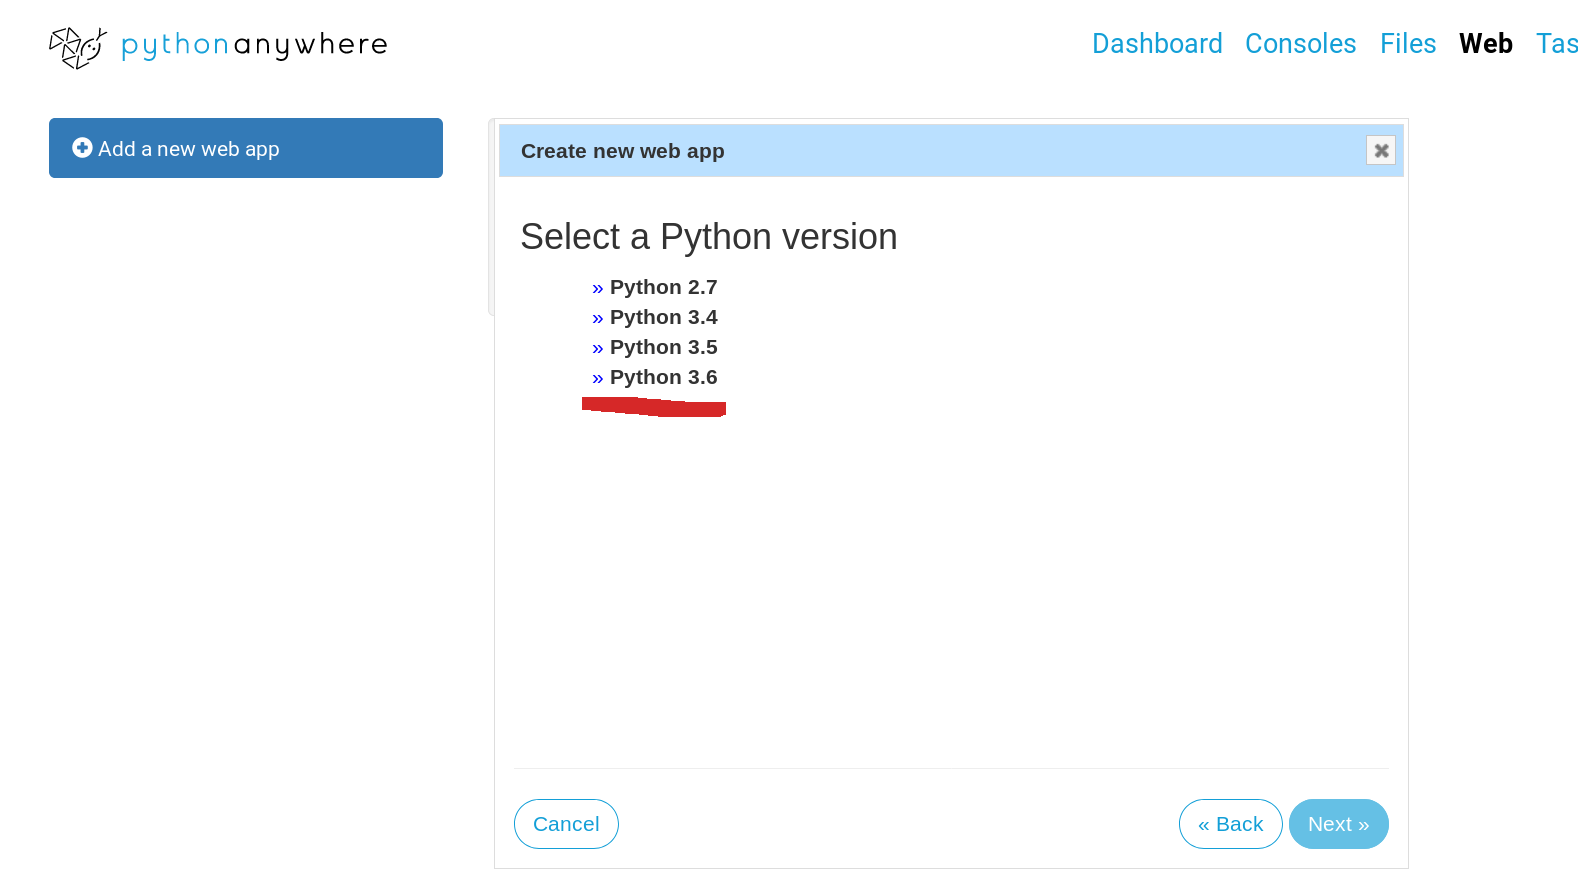 pythonanywhere
Dashboard Consoles Files Web Tas
Add a new web app
Create new web app
Select a Python version
» Python 2.7
» Python 3.4
» Python 3.5
» Python 3.6
Cancel
« Back
Next »